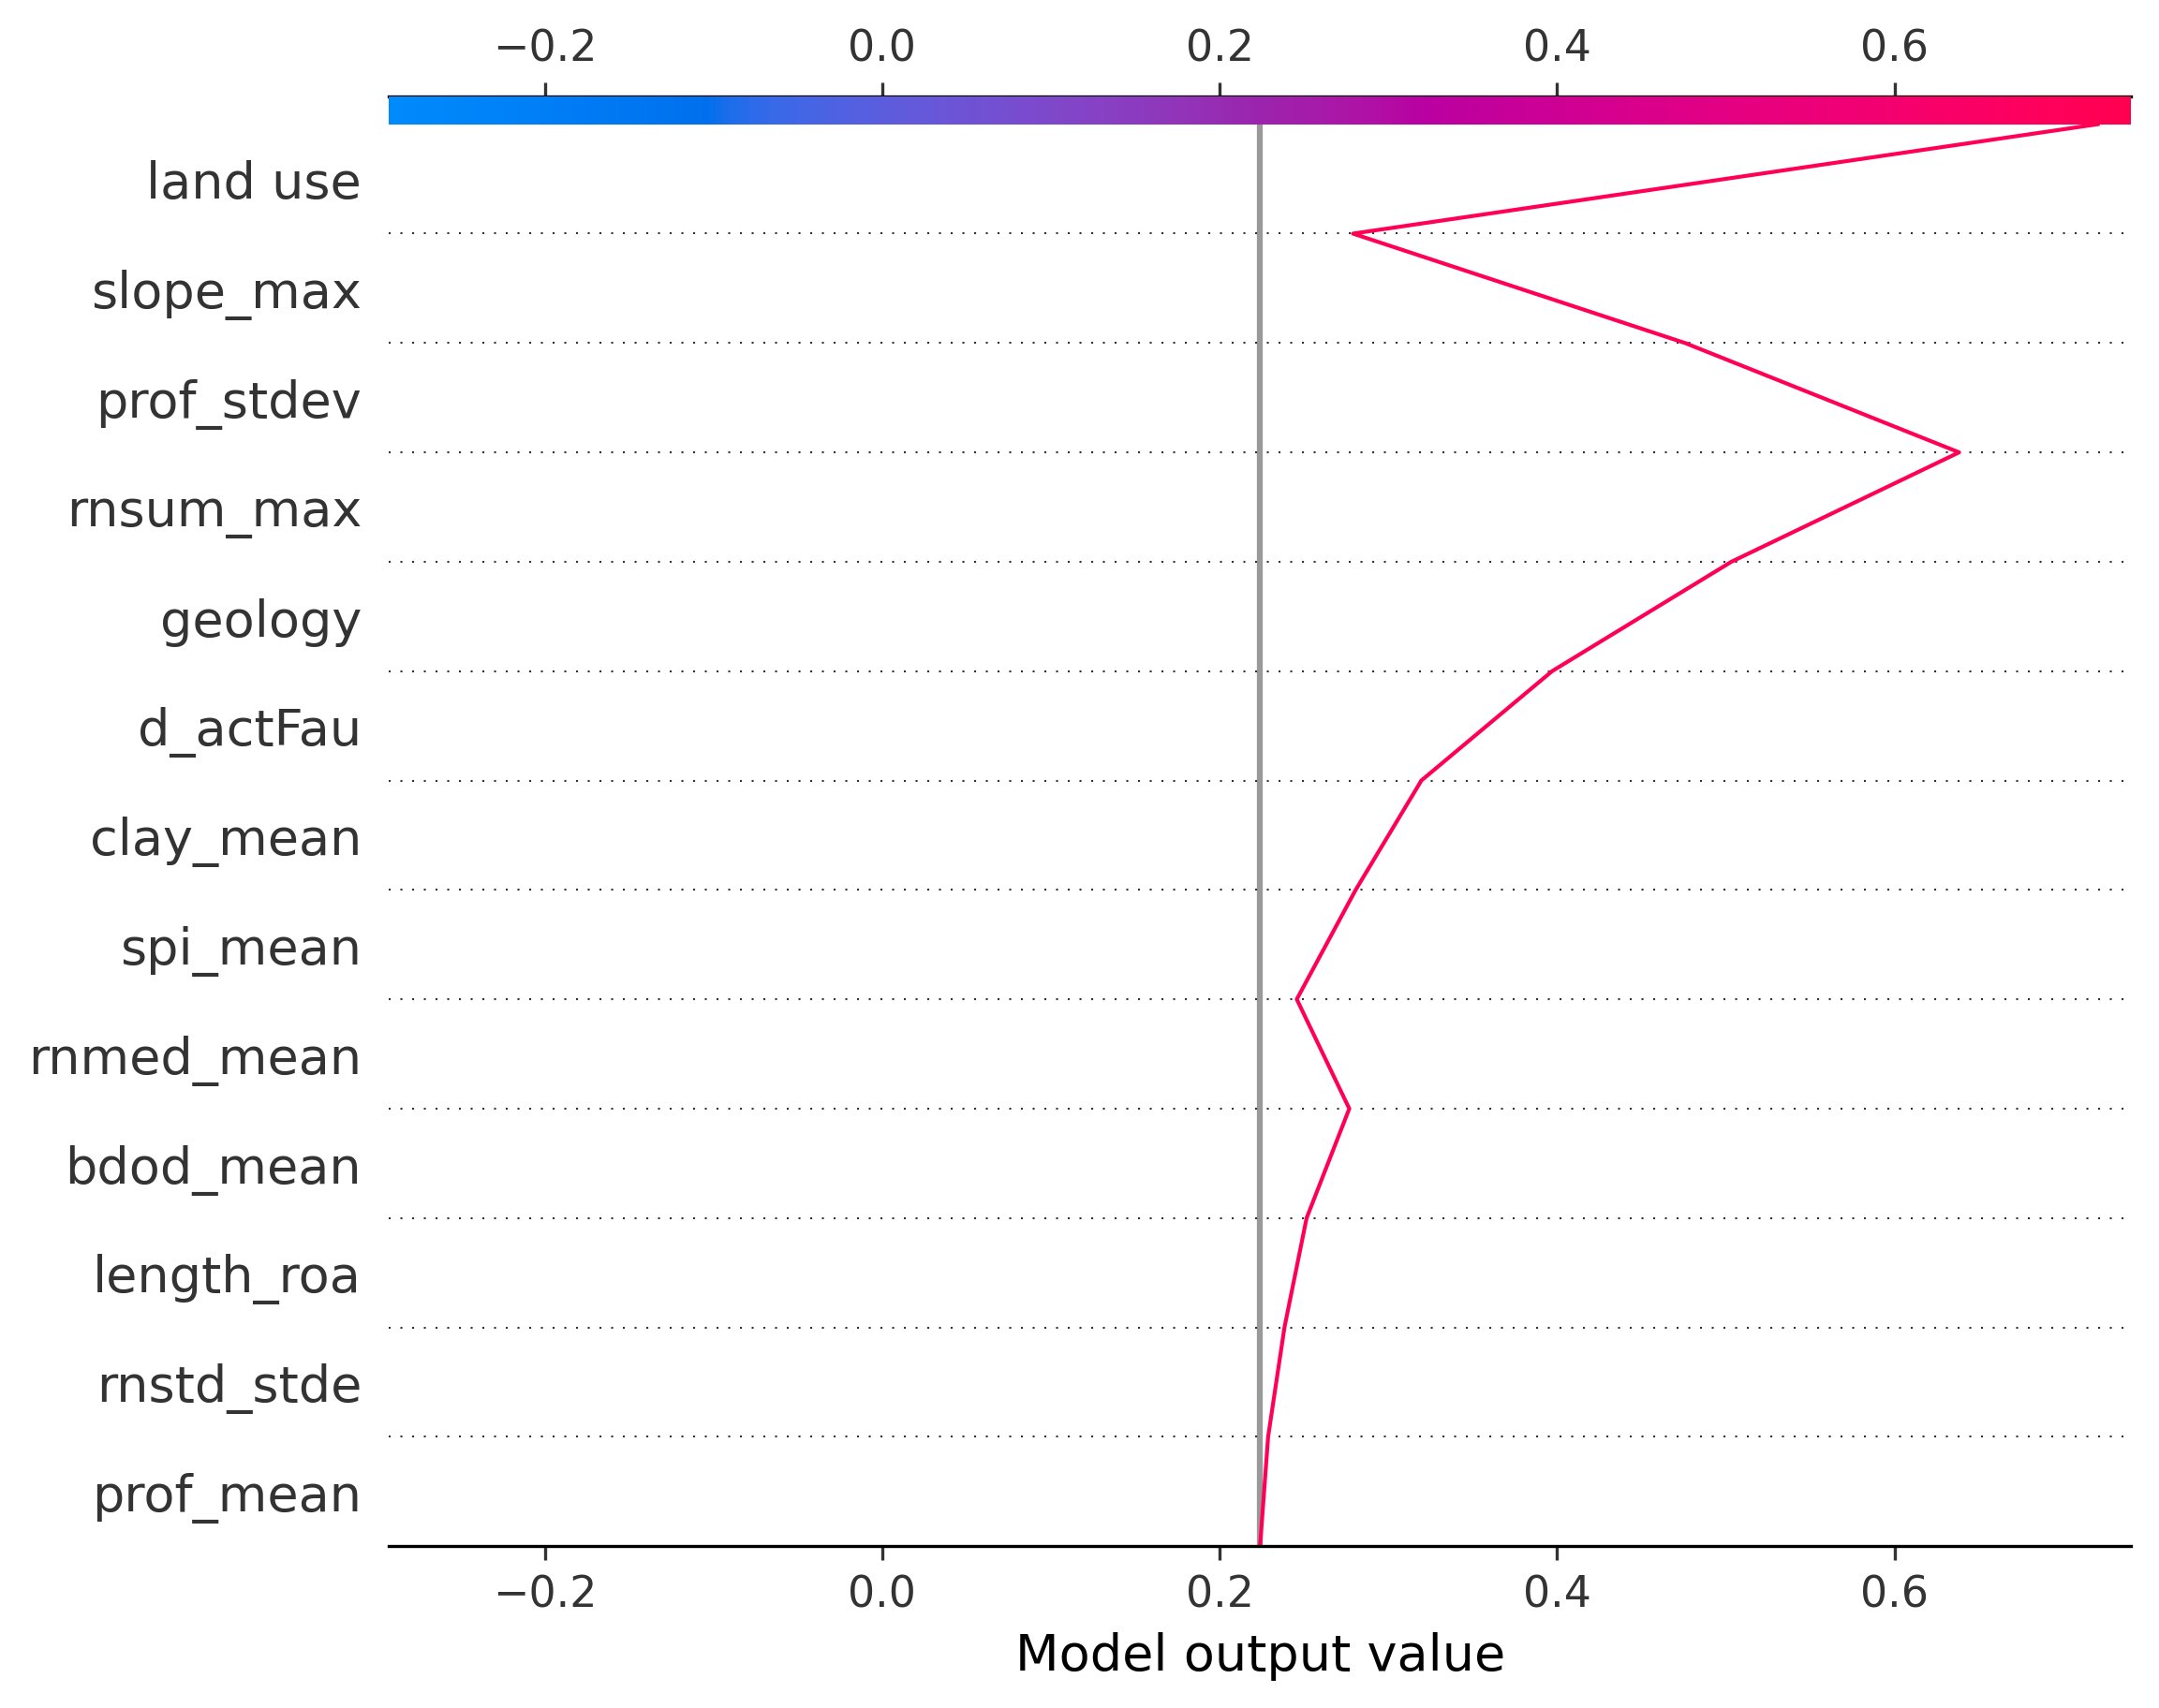 −0.2 0.0 0.2 0.4 0.6
land use
slope_max
prof_stdev
rnsum_max
geology
d_actFau
clay_mean
spi_mean
rnmed_mean
bdod_mean
length_roa
rnstd_stde
prof_mean
−0.2 0.0 0.2 0.4 0.6
Model output value